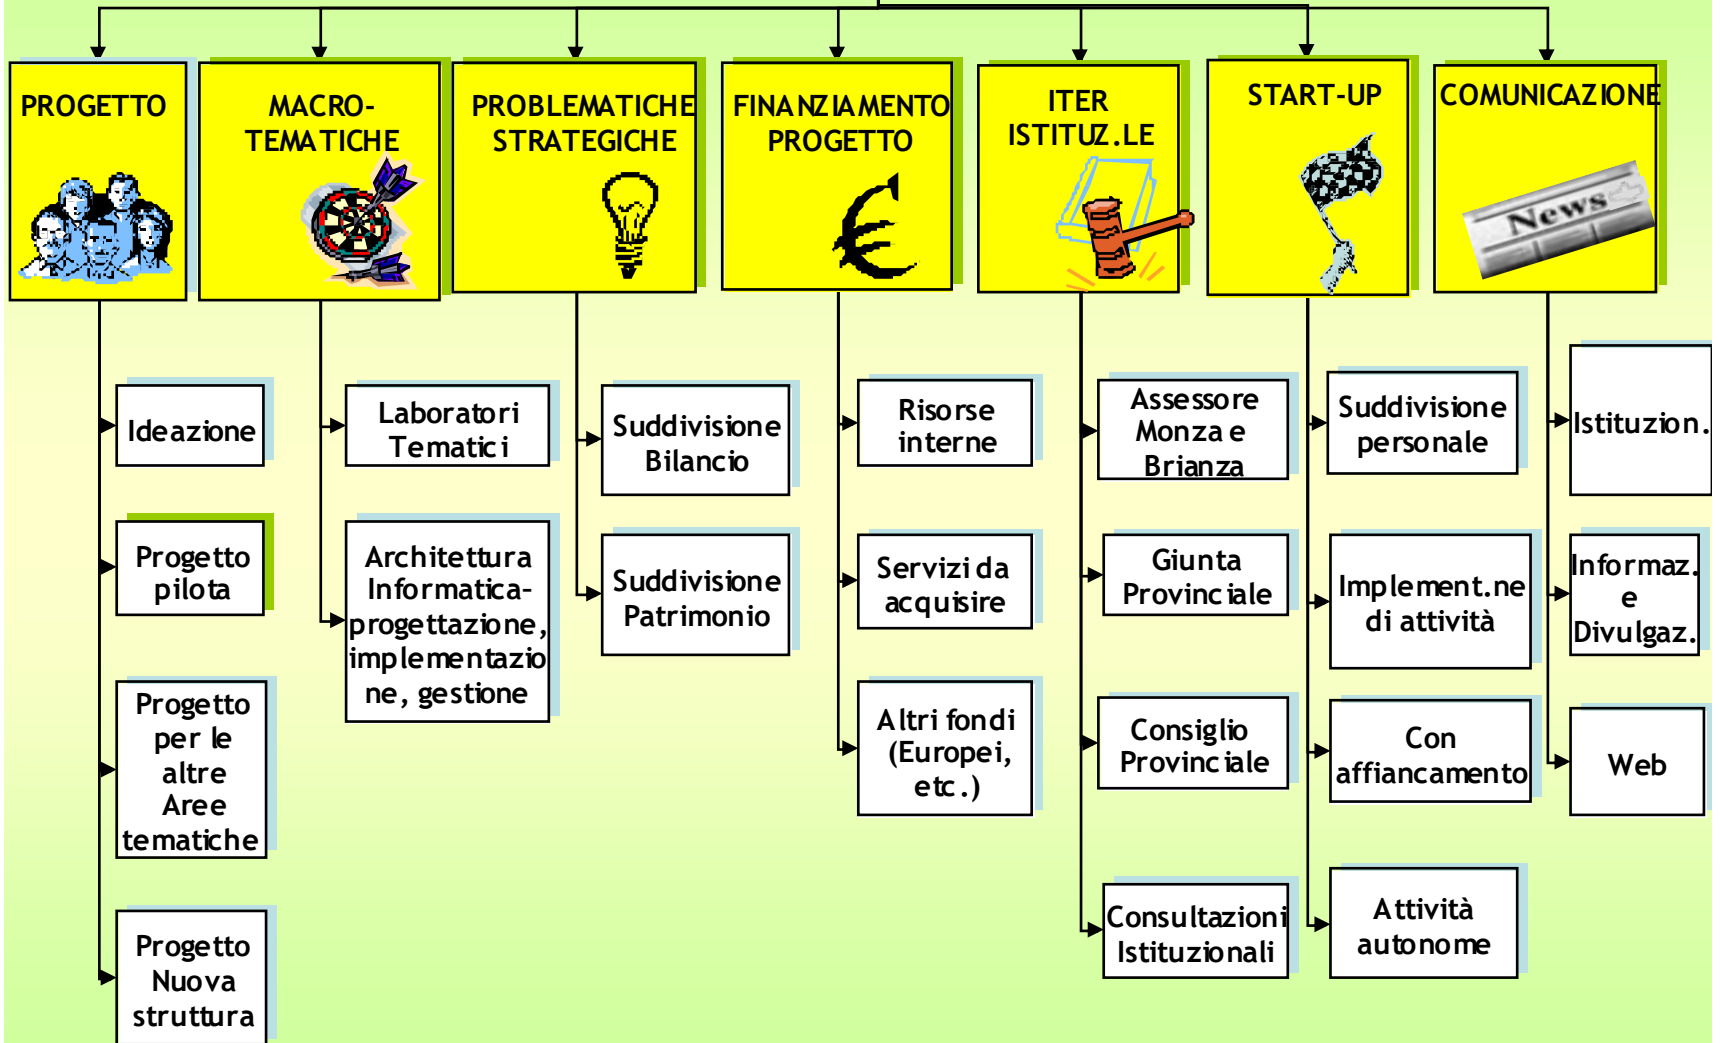 PROGETTO
MACRO-
TEMATICHE
PROBLEMATICHE
STRATEGICHE
FINANZIAMENTO
PROGETTO
ITER
ISTITUZ.LE
START-UP
COMUNICAZIONE
News
Ideazione
Progetto
pilota
Progetto
per le
altre
Aree
tematiche
Progetto
Nuova
struttura
Laboratori
Tematici
Architettura
Informatica-
progettazione,
implementazio
ne, gestione
Suddivisione
Bilancio
Suddivisione
Patrimonio
Risorse
interne
Servizi da
acquisire
Altri fondi
(Europei,
etc.)
Assessore
Monza e
Brianza
Giunta
Provinciale
Consiglio
Provinciale
Consultazioni
Istituzionali
Suddivisione
personale
Implement.ne
di attività
Con
affiancamento
Attività
autonome
Istituzion.
Informaz.
e
Divulgaz.
Web